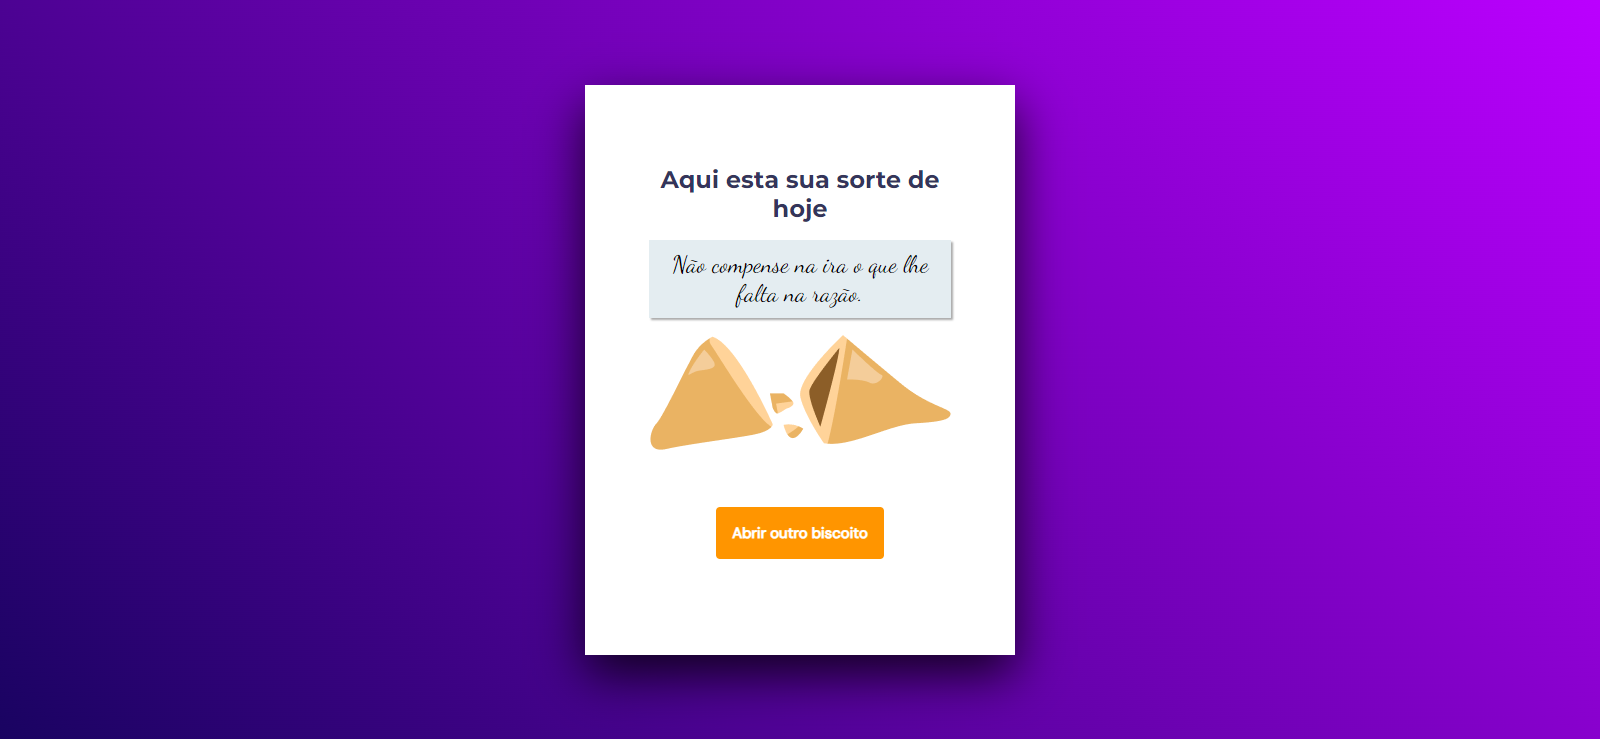 Aqui esta sua sorte de
hoje
Não compense na ira o que lhe
falta na razão.
Abrir outro biscoito